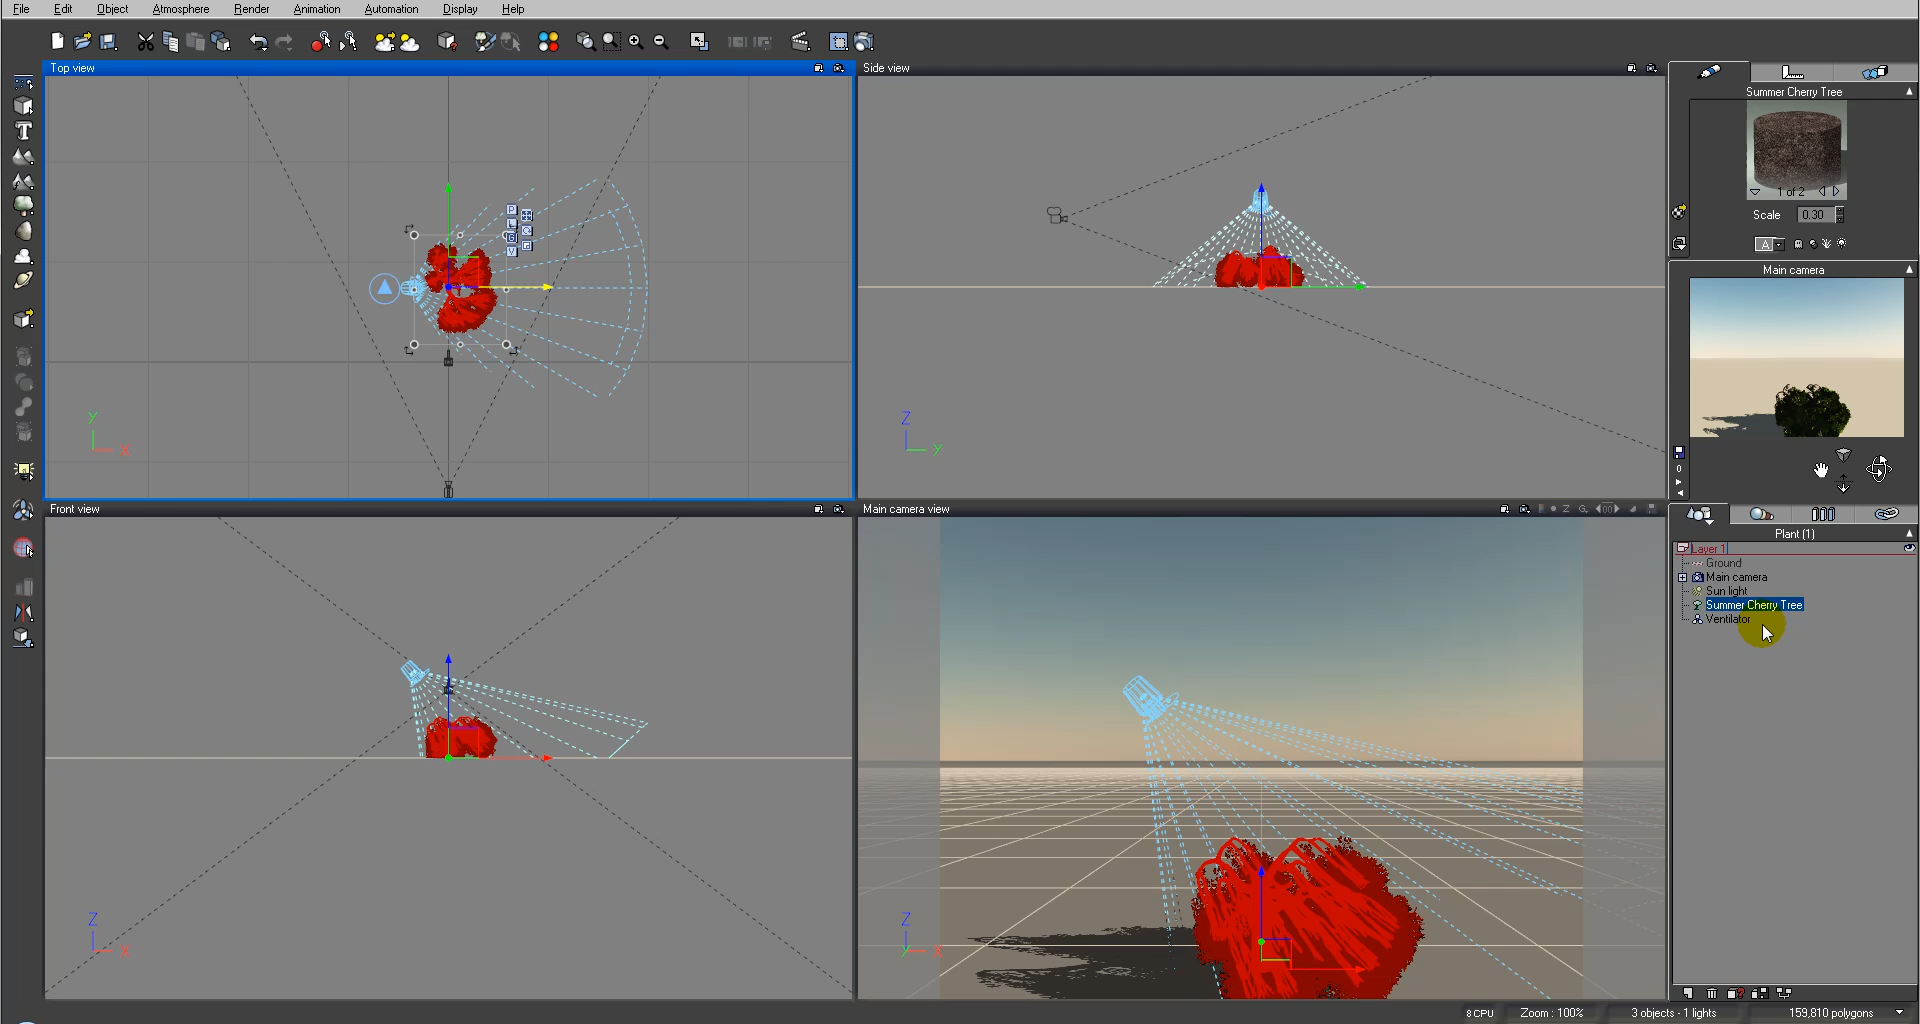 File Edit Object Atmosphere Render Animation Automation Display Help
Top view
Side view
Summer Cherry Tree
1 of 2
Scale 0.30
A
Main camera
P
L
G
V
Y
X
Z
Y
0
Front view
Main camera view
Z
G
00
Plant (1)
Layer 1
Ground
Main camera
Sun light
Summer Cherry Tree
Ventilator
Z
X
Z
Y
X
8 CPU Zoom : 100% 3 objects - 1 lights 159,810 polygons